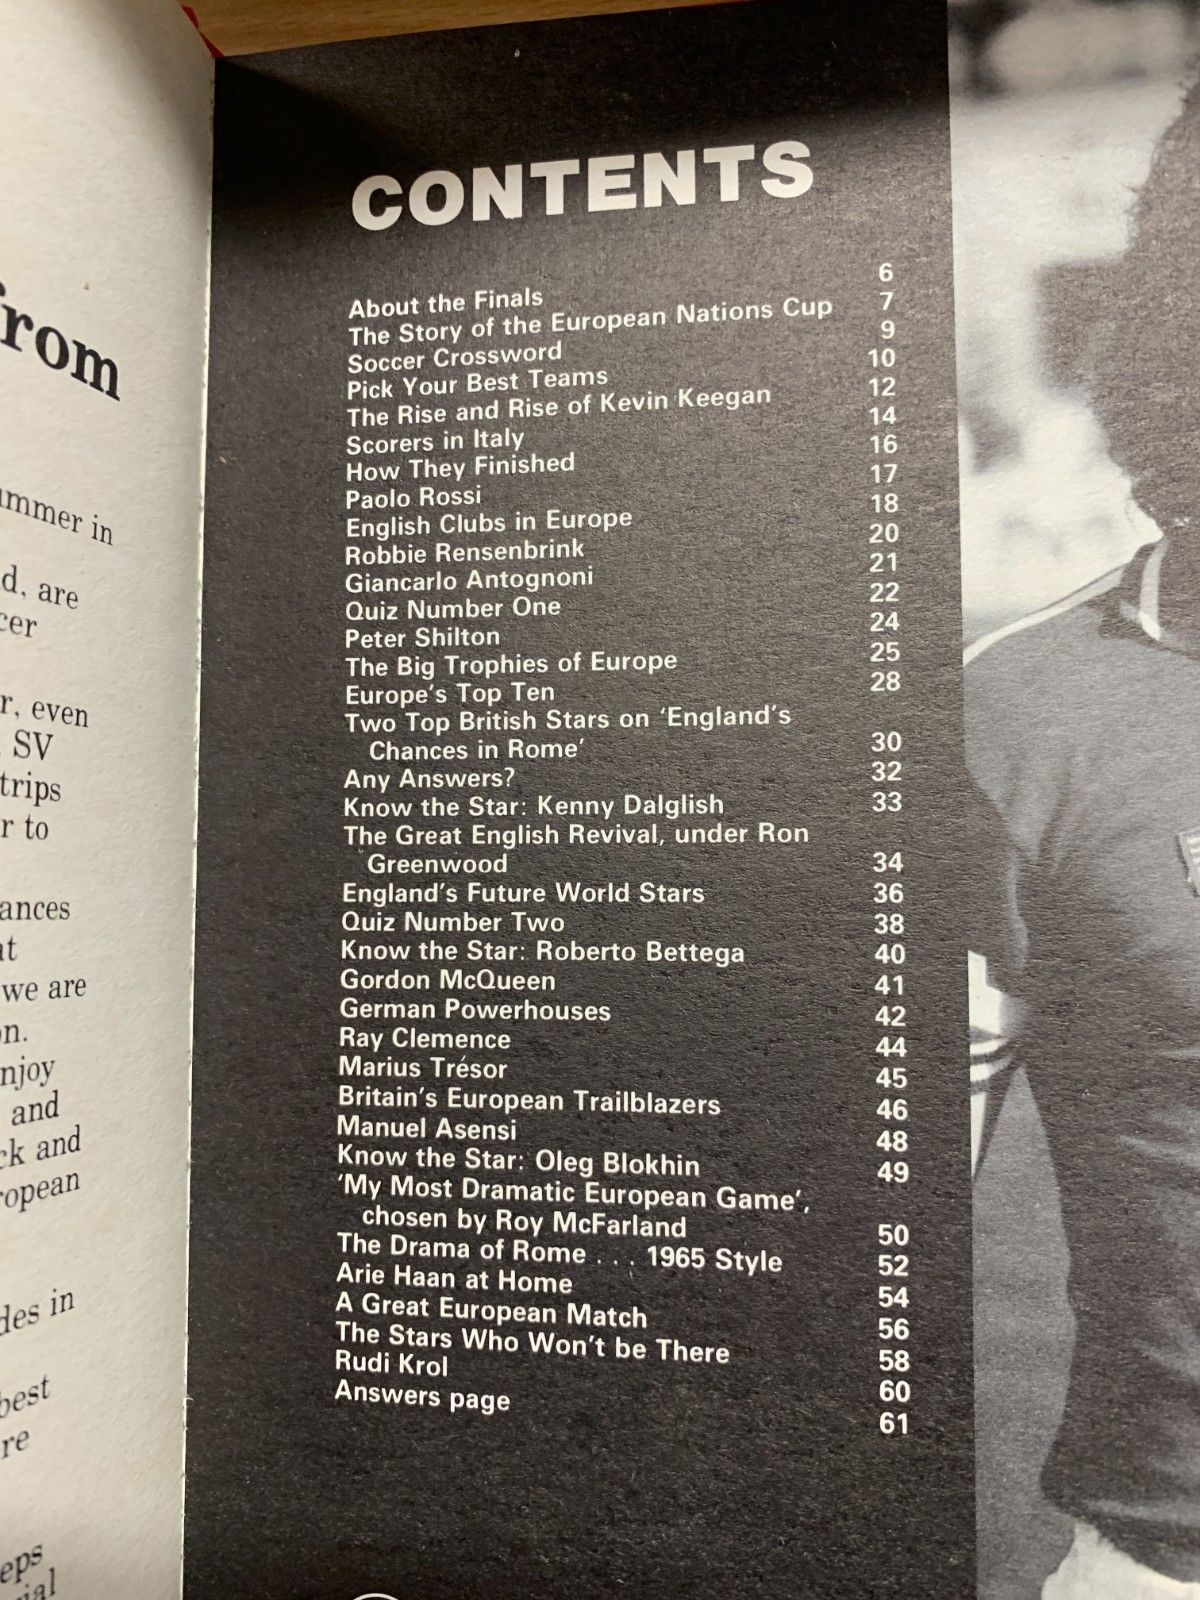 from
ummer in
d, are
cer
r, even
SV
trips
r to
ances
at
we are
on.
njoy
and
ck and
ropean
des in
best
re
eps
ial
CONTENTS
About the Finals 6
The Story of the European Nations Cup 7
Soccer Crossword 9
Pick Your Best Teams 10
The Rise and Rise of Kevin Keegan 12
Scorers in Italy 14
How They Finished 16
Paolo Rossi 17
English Clubs in Europe 18
Robbie Rensenbrink 20
Giancarlo Antognoni 21
Quiz Number One 22
Peter Shilton 24
The Big Trophies of Europe 25
Europe's Top Ten 28
Two Top British Stars on 'England's
Chances in Rome' 30
Any Answers? 32
Know the Star: Kenny Dalglish 33
The Great English Revival, under Ron
Greenwood 34
England's Future World Stars 36
Quiz Number Two 38
Know the Star: Roberto Bettega 40
Gordon McQueen 41
German Powerhouses 42
Ray Clemence 44
Marius Trésor 45
Britain's European Trailblazers 46
Manuel Asensi 48
Know the Star: Oleg Blokhin 49
'My Most Dramatic European Game',
chosen by Roy McFarland 50
The Drama of Rome . . . 1965 Style 52
Arie Haan at Home 54
A Great European Match 56
The Stars Who Won't be There 58
Rudi Krol 60
Answers page 61